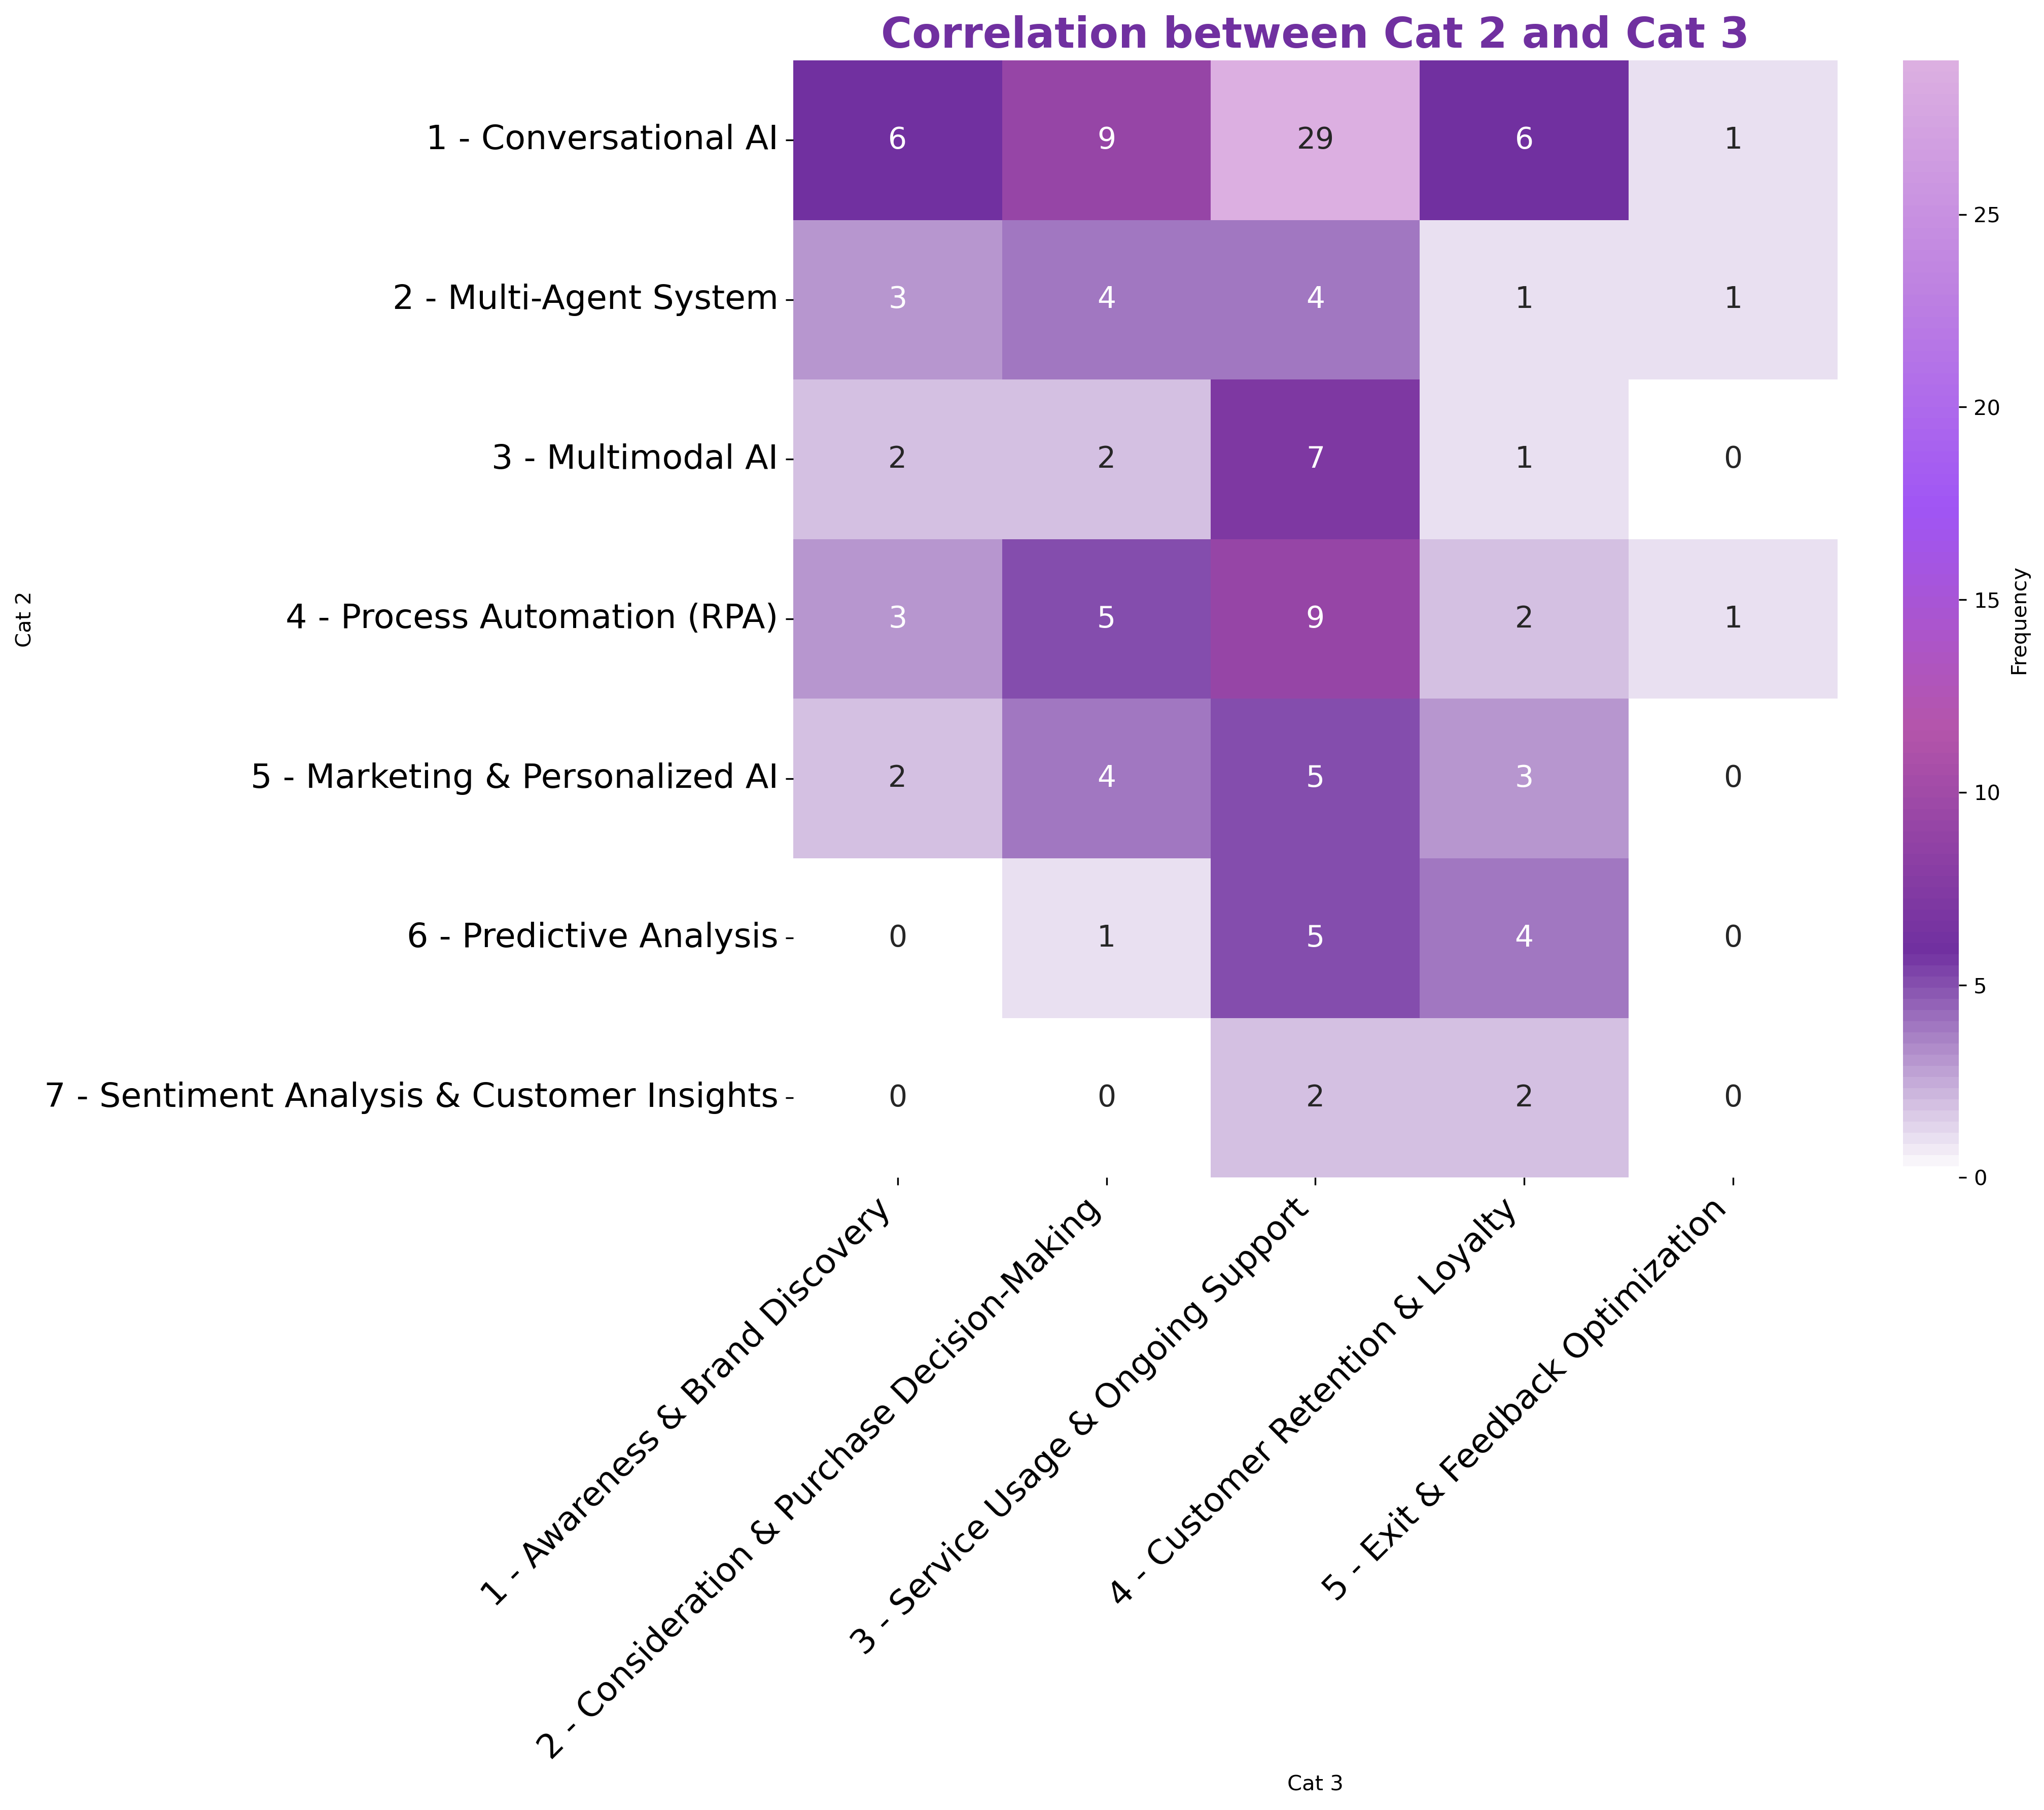 Correlation between Cat 2 and Cat 3
1 - Conversational AI 6 9 29 6 1
2 - Multi-Agent System 3 4 4 1 1
3 - Multimodal AI 2 2 7 1 0
4 - Process Automation (RPA) 3 5 9 2 1
5 - Marketing & Personalized AI 2 4 5 3 0
6 - Predictive Analysis 0 1 5 4 0
7 - Sentiment Analysis & Customer Insights 0 0 2 2 0
Cat 2
1 - Awareness & Brand Discovery
2 - Consideration & Purchase Decision-Making
3 - Service Usage & Ongoing Support
4 - Customer Retention & Loyalty
5 - Exit & Feedback Optimization
Cat 3
25
20
15
10
5
0
Frequency